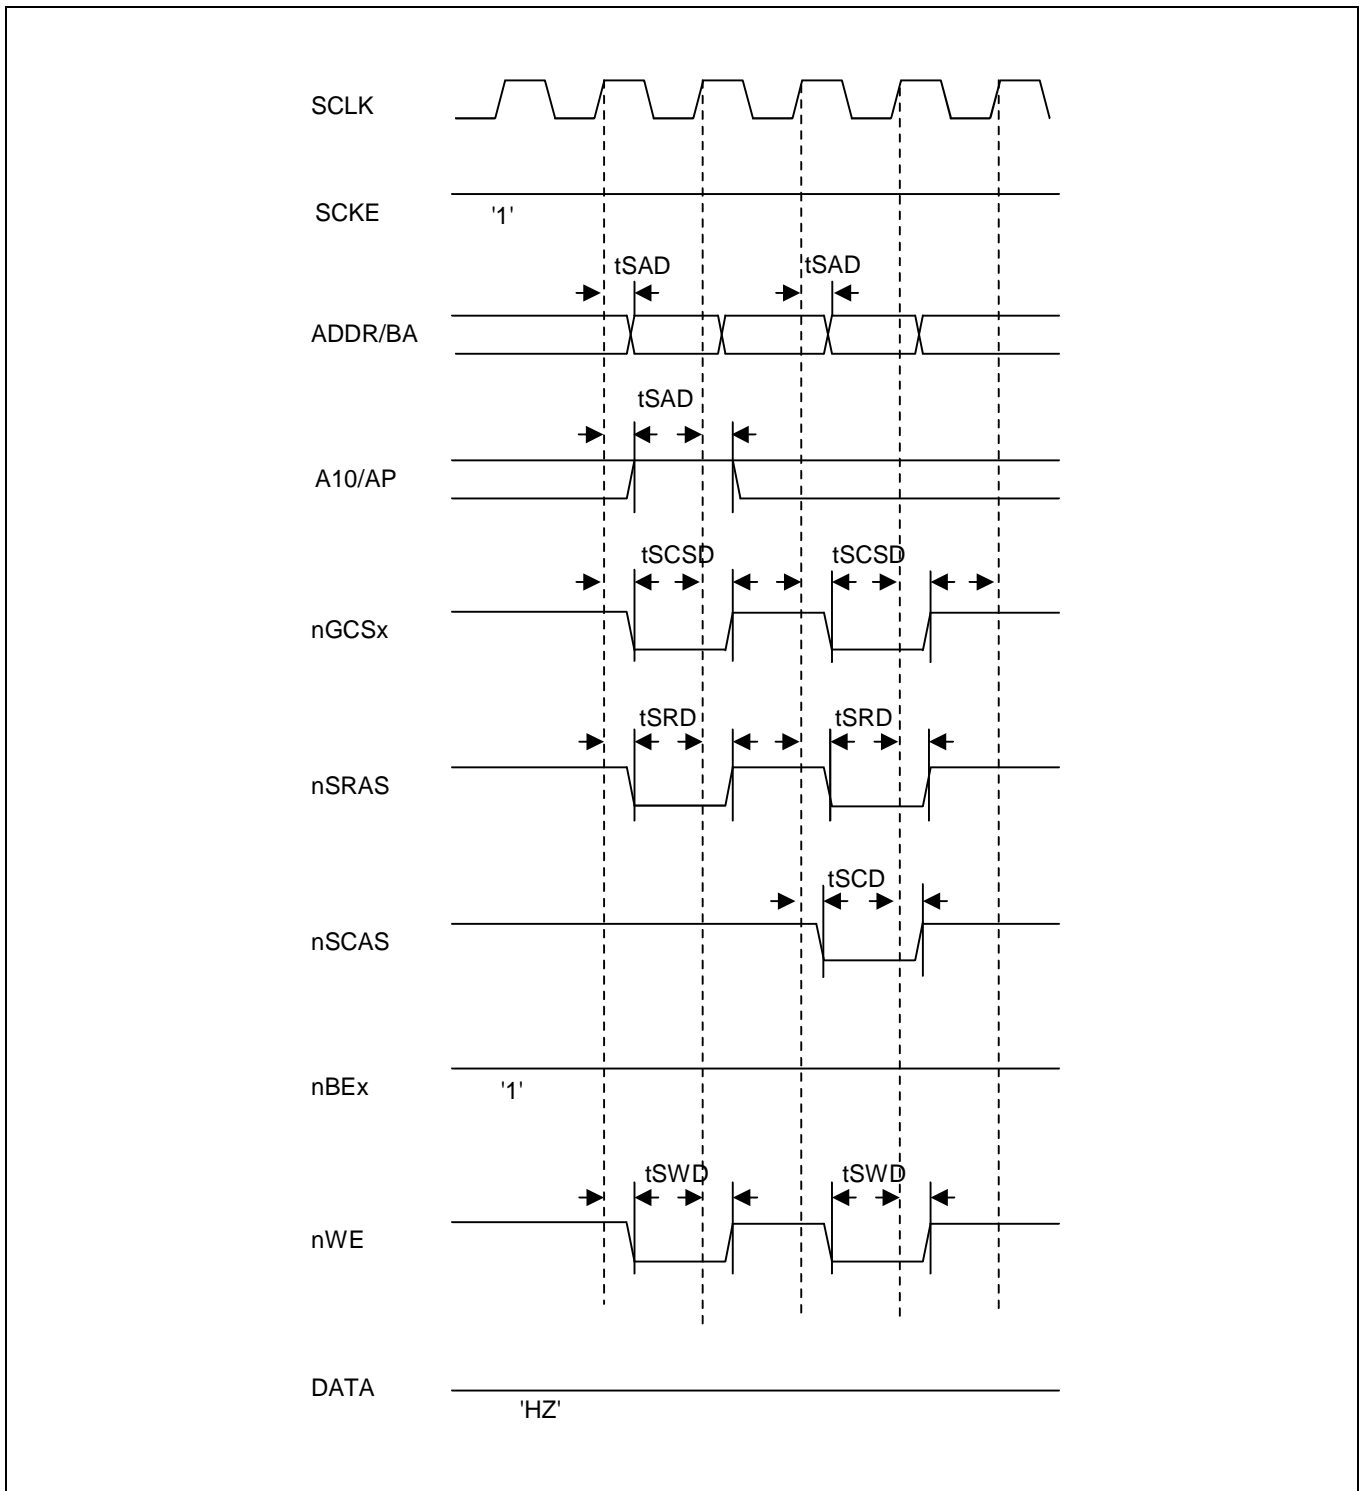 SCLK
SCKE
'1'
tSAD
tSAD
ADDR/BA
tSAD
A10/AP
tSCSD
tSCSD
nGCSx
tSRD
tSRD
nSRAS
tSCD
nSCAS
nBEx
'1'
tSWD
tSWD
nWE
DATA
'HZ'